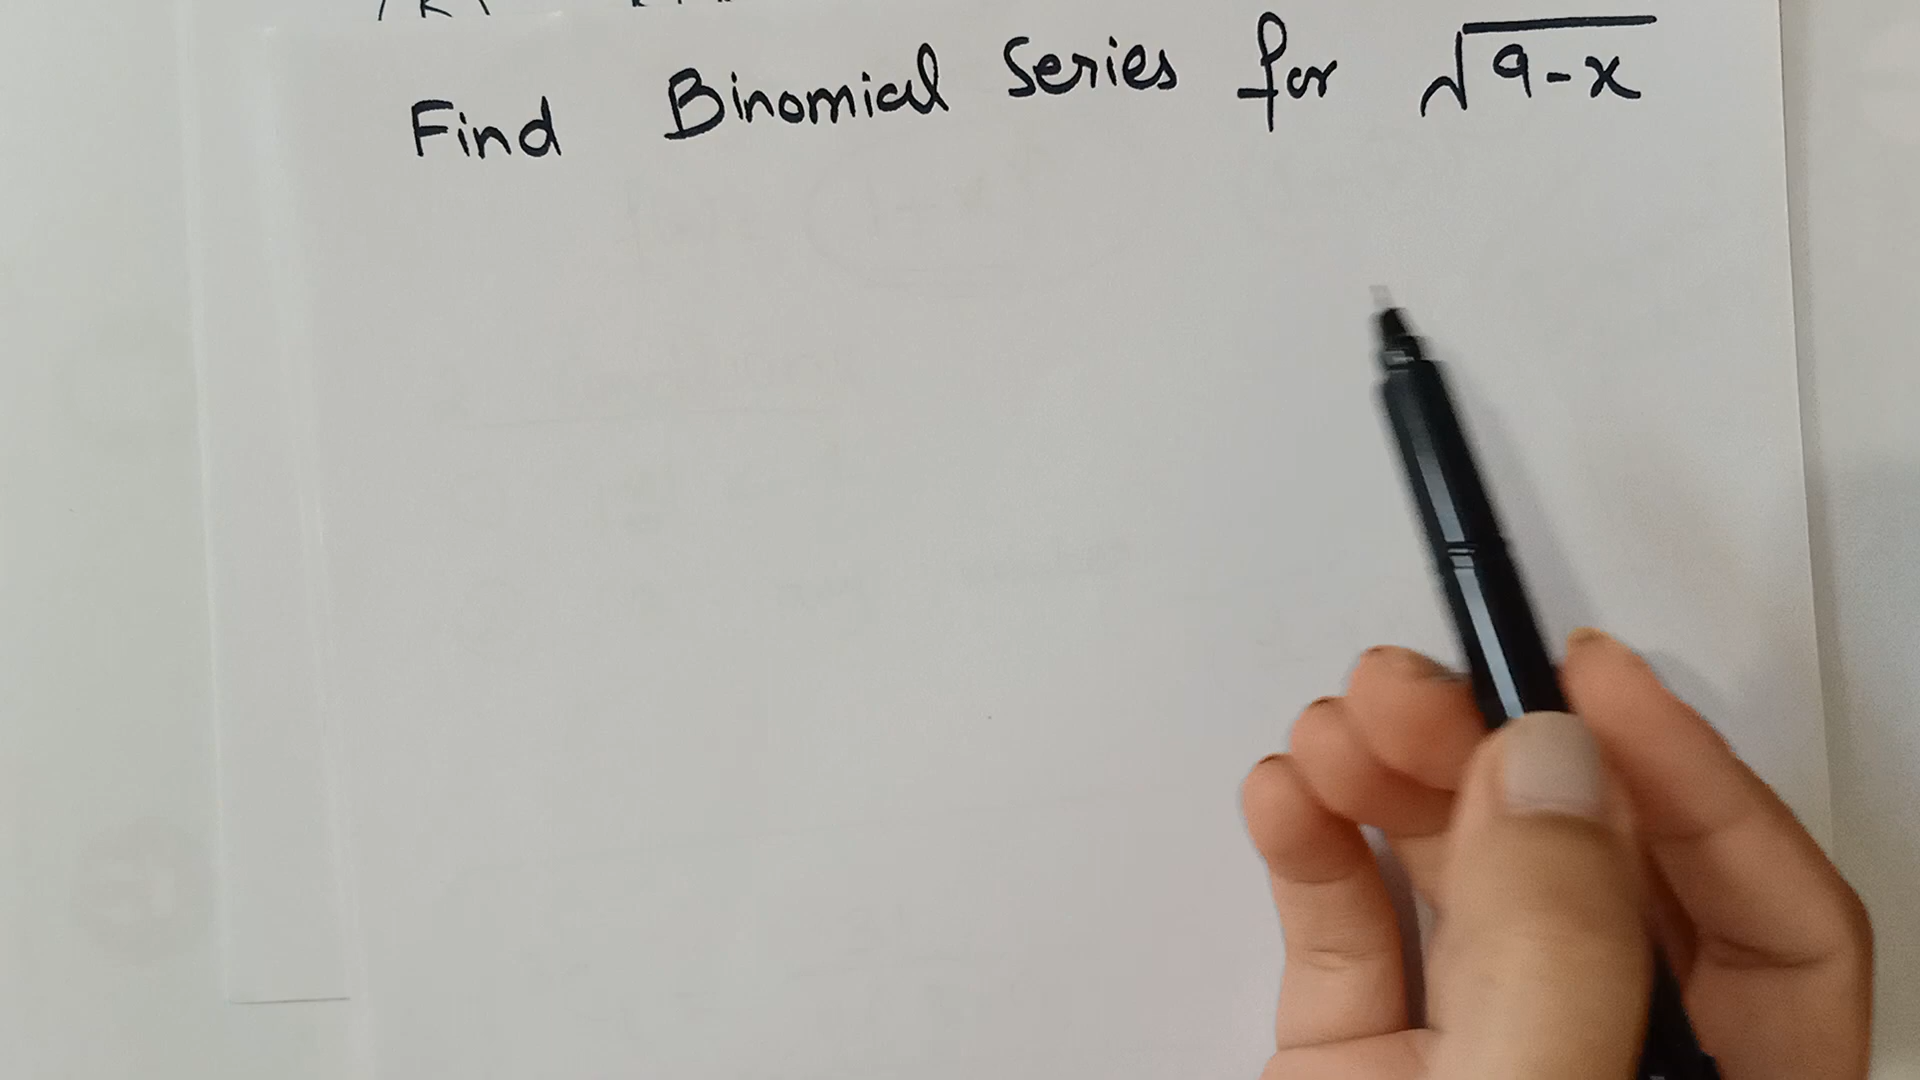 Find Binomial Series for √9-x